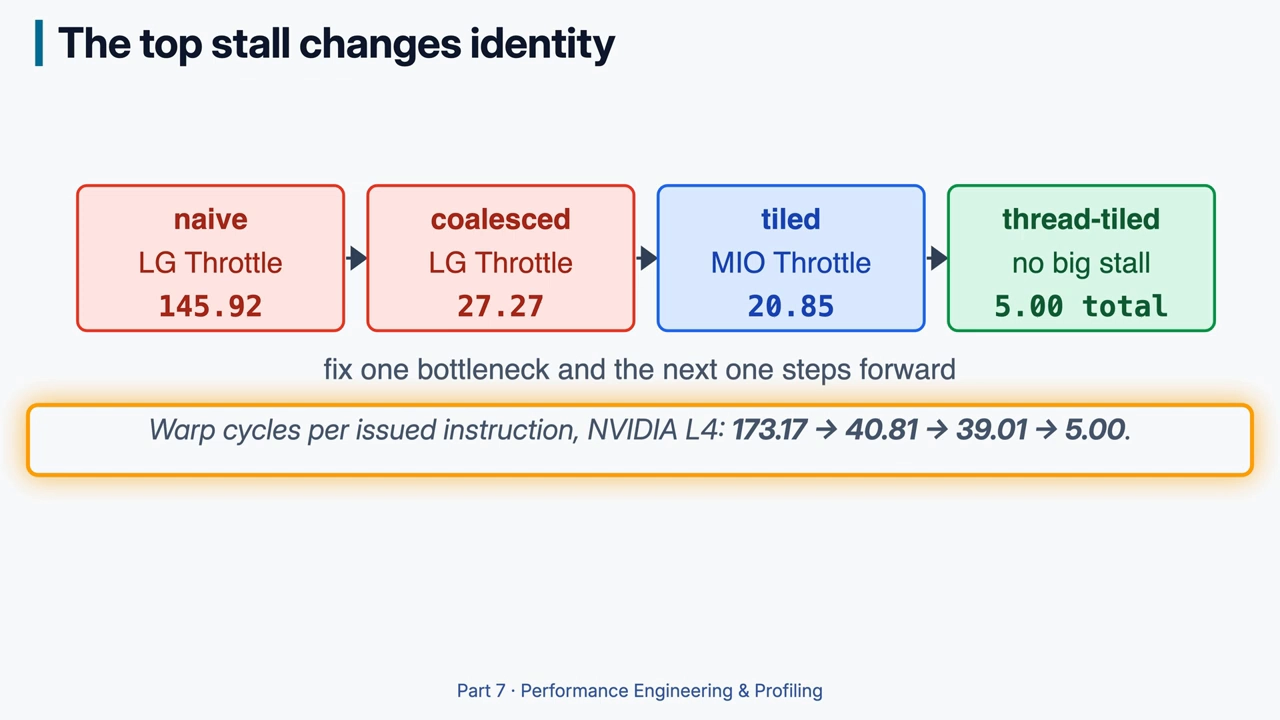 The top stall changes identity
naive
LG Throttle
145.92
coalesced
LG Throttle
27.27
tiled
MIO Throttle
20.85
thread-tiled
no big stall
5.00 total
fix one bottleneck and the next one steps forward
Warp cycles per issued instruction, NVIDIA L4: 173.17 → 40.81 → 39.01 → 5.00.
Part 7 · Performance Engineering & Profiling